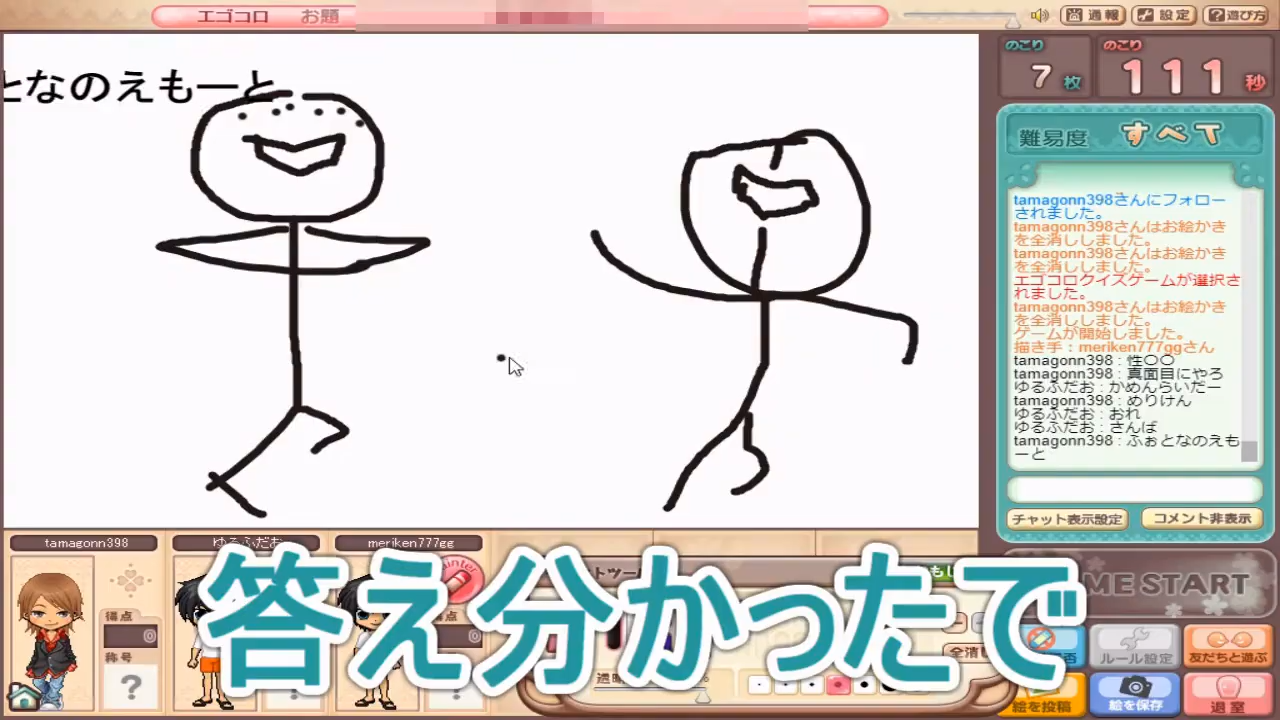 エゴコロ お題
通報
設定
遊び方
のこり
7枚
のこり
111秒
となのえもーと
難易度 すべて
tamagonn398さんにフォロー
されました。
tamagonn398さんはお絵かき
を全消ししました。
tamagonn398さんはお絵かき
を全消ししました。
エゴコロクイズゲームが選択さ
れました。
tamagonn398さんはお絵かき
を全消ししました。
ゲームが開始しました。
描き手：meriken777ggさん
tamagonn398 : 性〇〇
tamagonn398 : 真面目にやろ
ゆるふだお : かめんらいだー
tamagonn398 : めりけん
ゆるふだお : おれ
ゆるふだお : さんば
tamagonn398 : ふぉとなのえも
ーと
チャット表示設定
コメント非表示
tamagonn398
ゆるふだお
meriken777gg
得点
0
称号
?
答え分かったで
ME START
ルール設定
友だちと遊ぶ
絵を投稿
絵を保存
退室